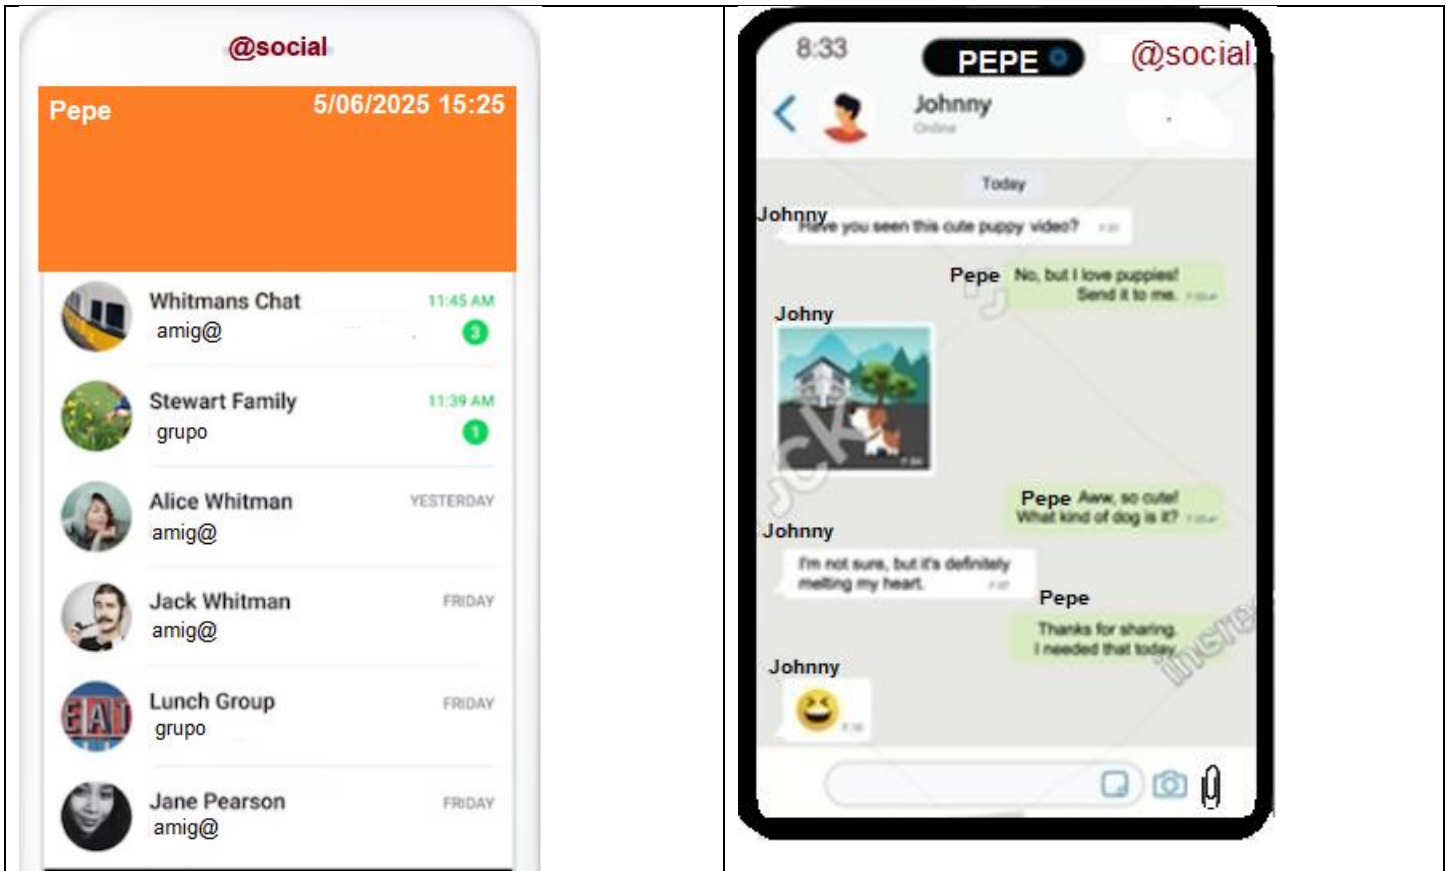 @social
Pepe 5/06/2025 15:25
Whitmans Chat 11:45 AM
amig@ 3
Stewart Family 11:39 AM
grupo 1
Alice Whitman YESTERDAY
amig@
Jack Whitman FRIDAY
amig@
Lunch Group FRIDAY
grupo
EAT
Jane Pearson FRIDAY
amig@
8:33 PEPE @social
Johnny
Online
Today
Johnny
Have you seen this cute puppy video?
Pepe No, but I love puppies!
Send it to me.
Johny
Pepe Aww, so cute!
What kind of dog is it?
Johnny
I'm not sure, but it's definitely
melting my heart.
Pepe
Thanks for sharing.
I needed that today.
Johnny